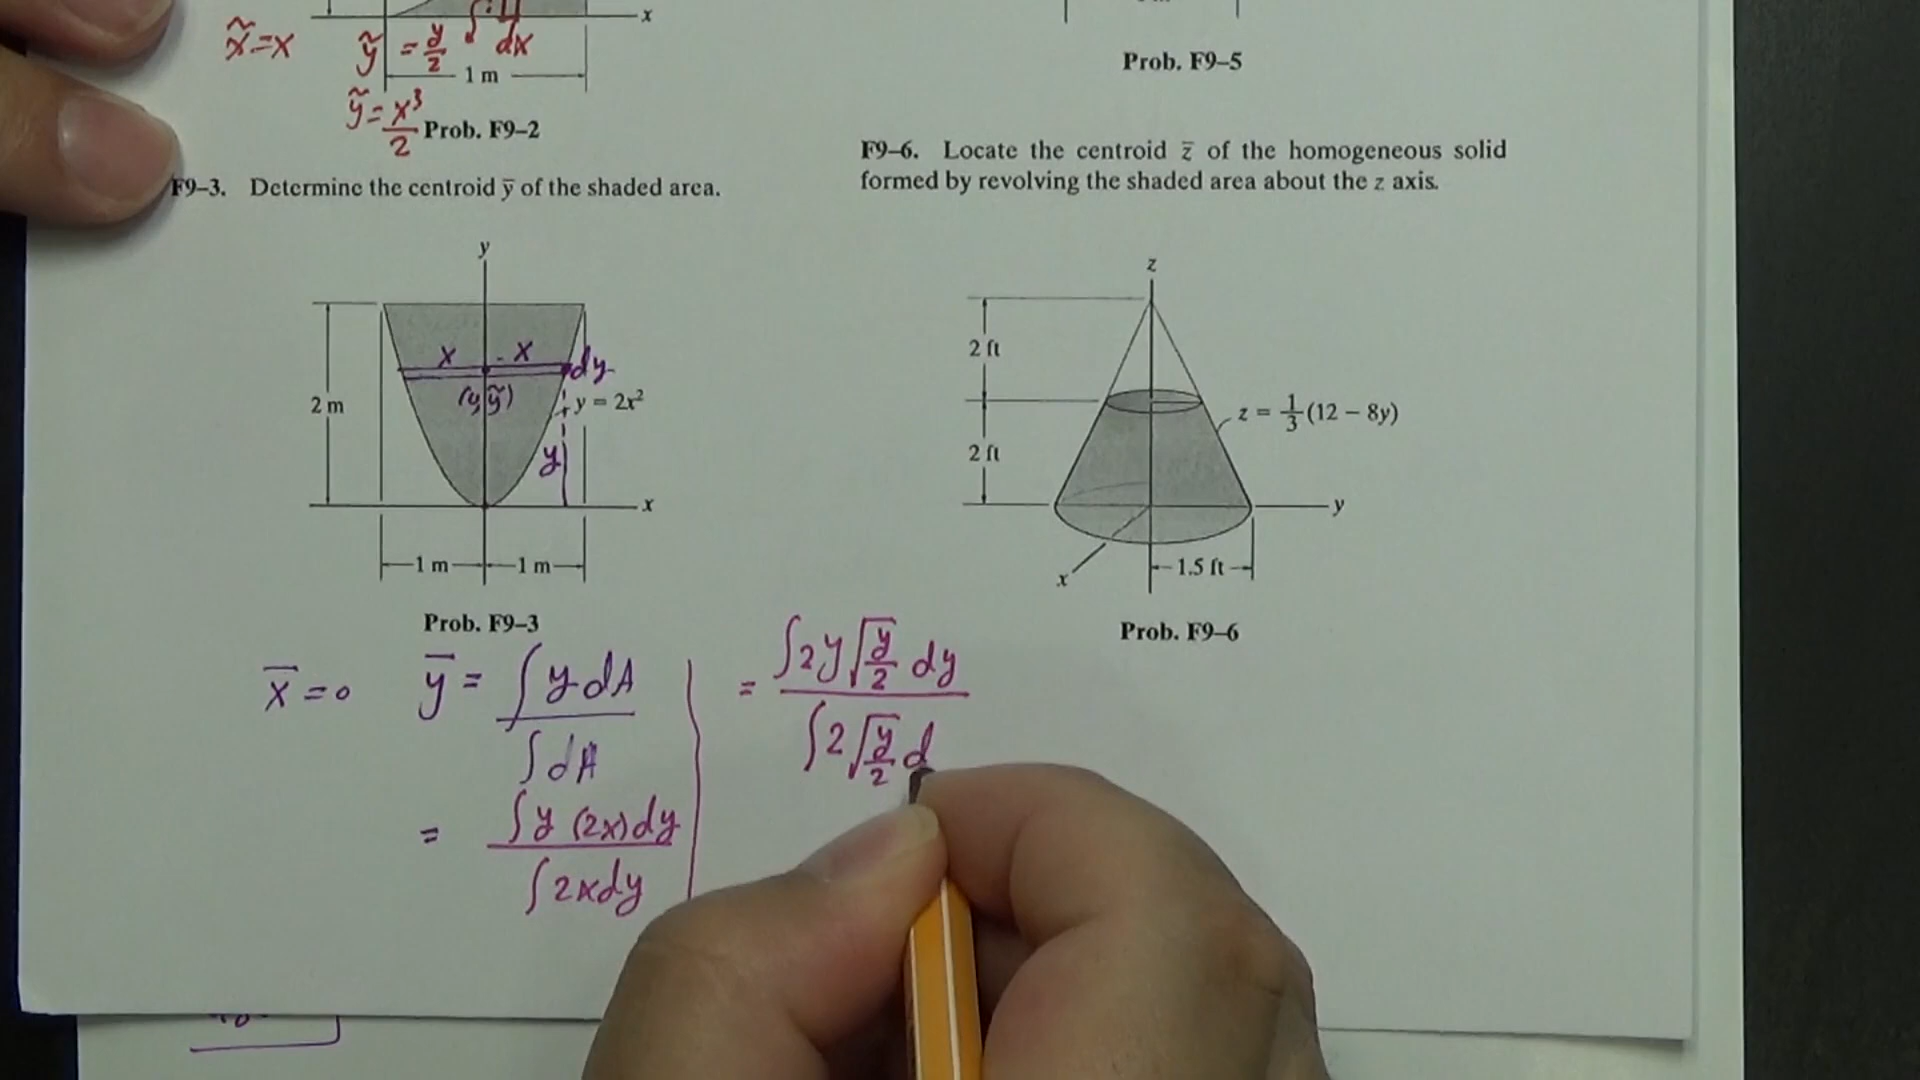 x
x̃ = x
ỹ = y/2
∫ dx
1 m
ỹ = x³/2
Prob. F9–2
F9–3. Determine the centroid ȳ of the shaded area.
y
x x dy
2 m
y = 2x²
y
x
1 m 1 m
Prob. F9–3
x̄ = 0 ȳ = ∫ y dA / ∫ dA
= ∫ y (2x) dy / ∫ 2x dy
= ∫ 2y √(y/2) dy / ∫ 2 √(y/2) d
Prob. F9–5
F9–6. Locate the centroid z̄ of the homogeneous solid
formed by revolving the shaded area about the z axis.
z
2 ft
z = 1/3 (12 – 8y)
2 ft
y
x
1.5 ft
Prob. F9–6